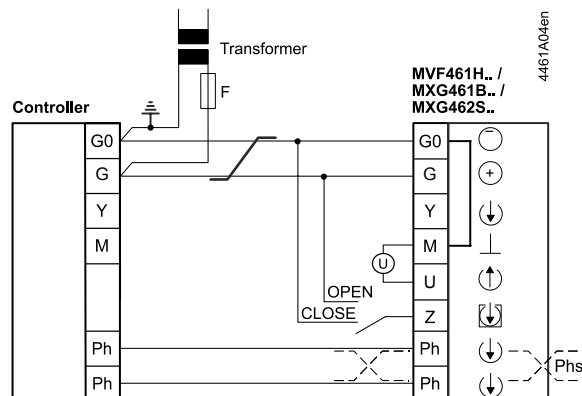 4461A04en
Transformer
F
MVF461H.. /
MXG461B.. /
MXG462S..
Controller
G0
G
Y
M
Ph
Ph
G0
G
Y
M
U
Z
Ph
Ph
U
OPEN
CLOSE
Phs